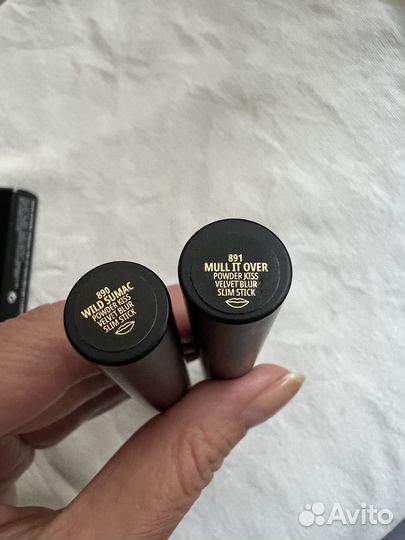 890
WILD SUMAC
POWDER KISS
VELVET BLUR
SLIM STICK
891
MULL IT OVER
POWDER KISS
VELVET BLUR
SLIM STICK
Avito